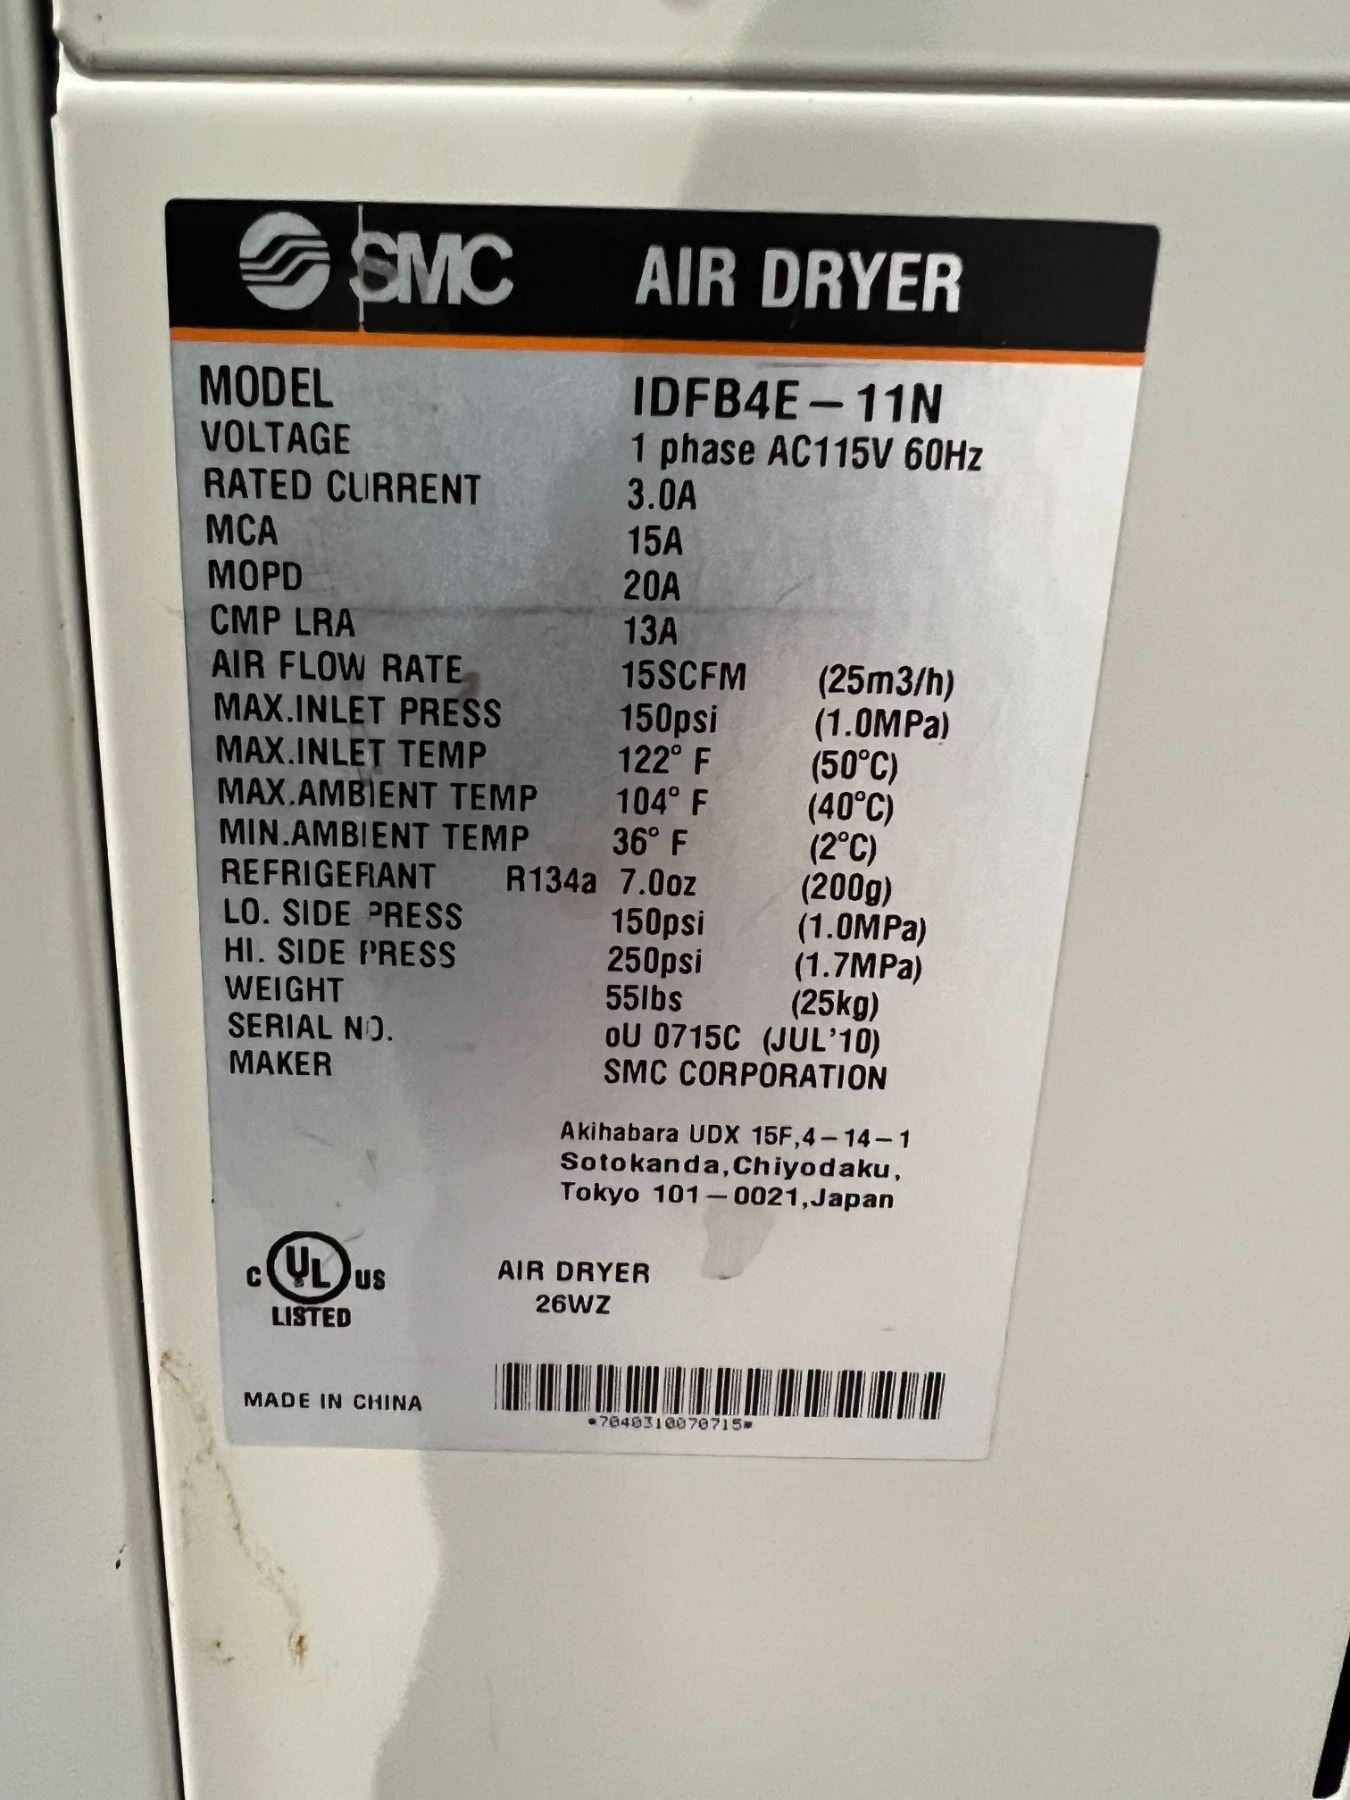 SMC AIR DRYER
MODEL IDFB4E-11N
VOLTAGE 1 phase AC115V 60Hz
RATED CURRENT 3.0A
MCA 15A
MOPD 20A
CMP LRA 13A
AIR FLOW RATE 15SCFM (25m3/h)
MAX.INLET PRESS 150psi (1.0MPa)
MAX.INLET TEMP 122° F (50°C)
MAX.AMBIENT TEMP 104° F (40°C)
MIN.AMBIENT TEMP 36° F (2°C)
REFRIGERANT R134a 7.0oz (200g)
LO. SIDE PRESS 150psi (1.0MPa)
HI. SIDE PRESS 250psi (1.7MPa)
WEIGHT 55lbs (25kg)
SERIAL NO. oU 0715C (JUL'10)
MAKER SMC CORPORATION
Akihabara UDX 15F,4-14-1
Sotokanda,Chiyodaku,
Tokyo 101-0021,Japan
C UL US
LISTED
AIR DRYER
26WZ
MADE IN CHINA
*7040310070715*